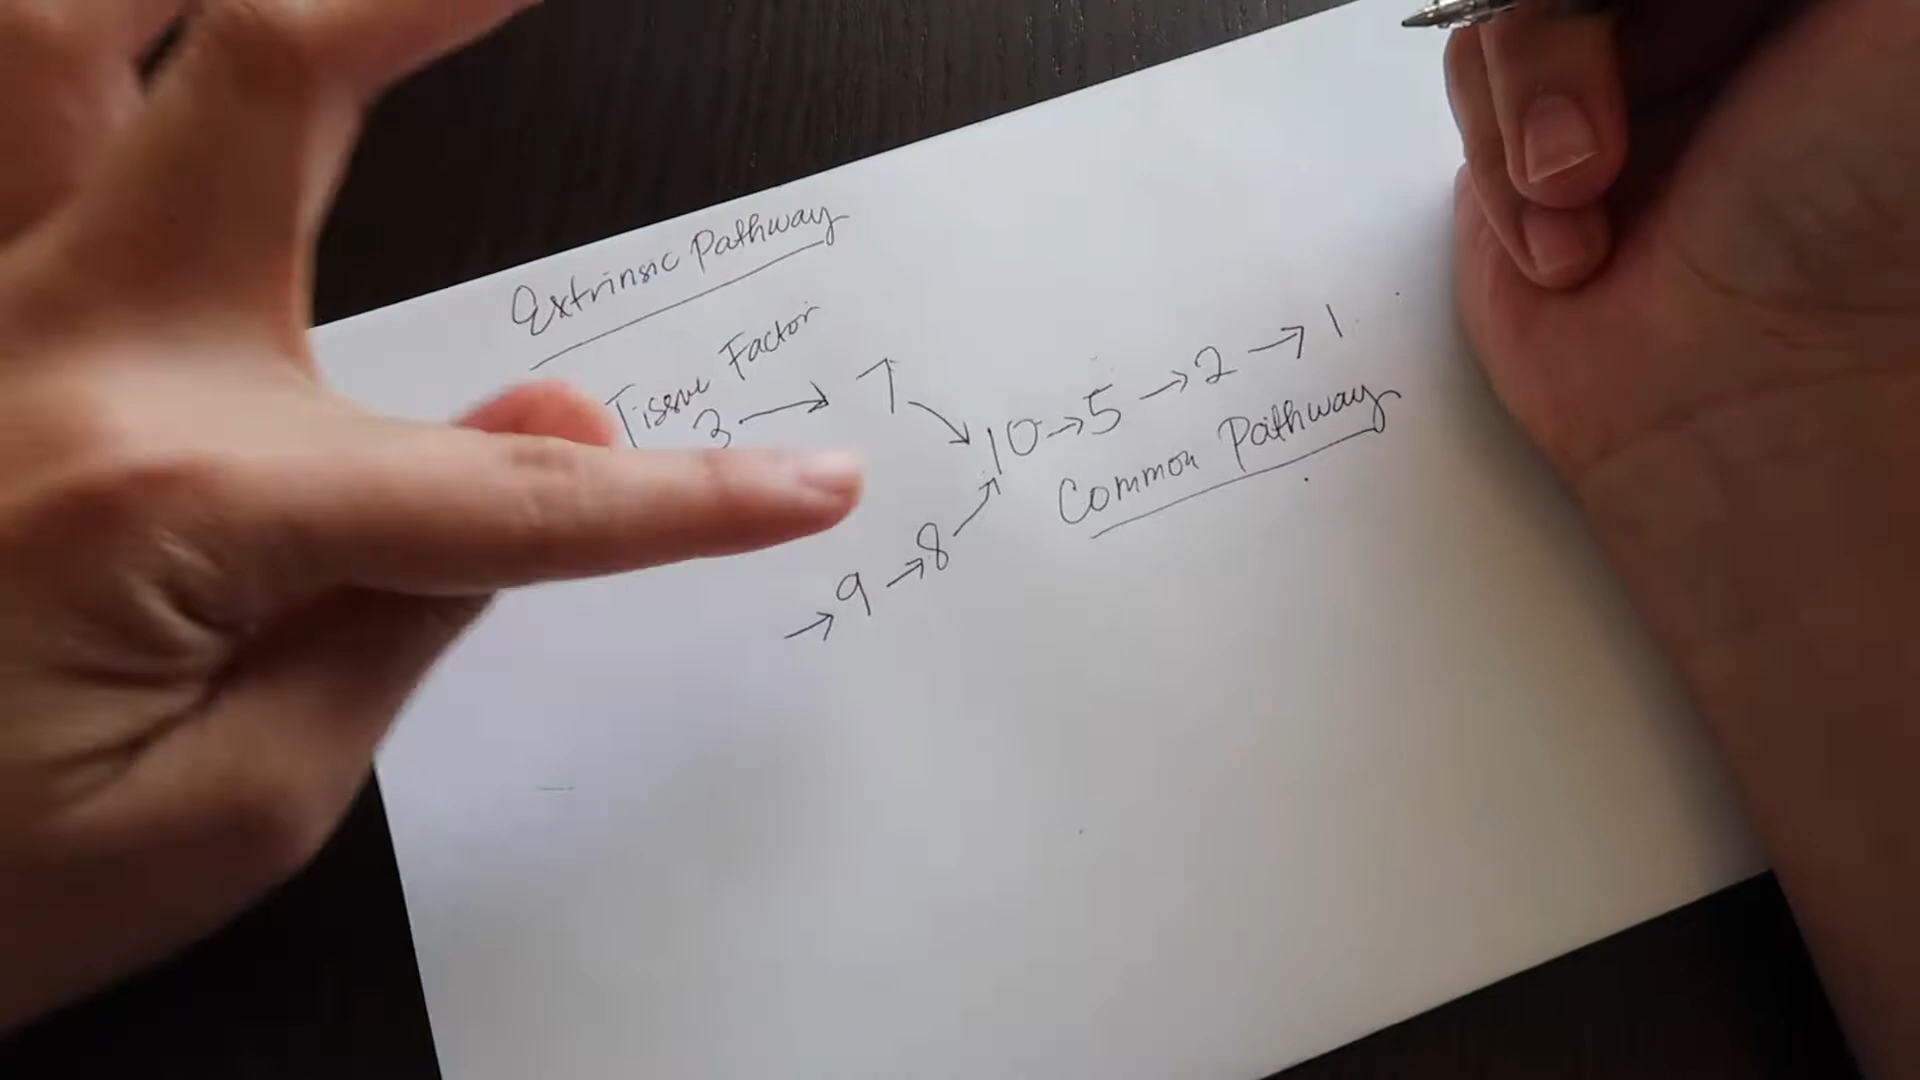 Extrinsic Pathway
Tissue Factor
3 → 7
10 → 5 → 2 → 1
Common Pathway
→ 9 → 8